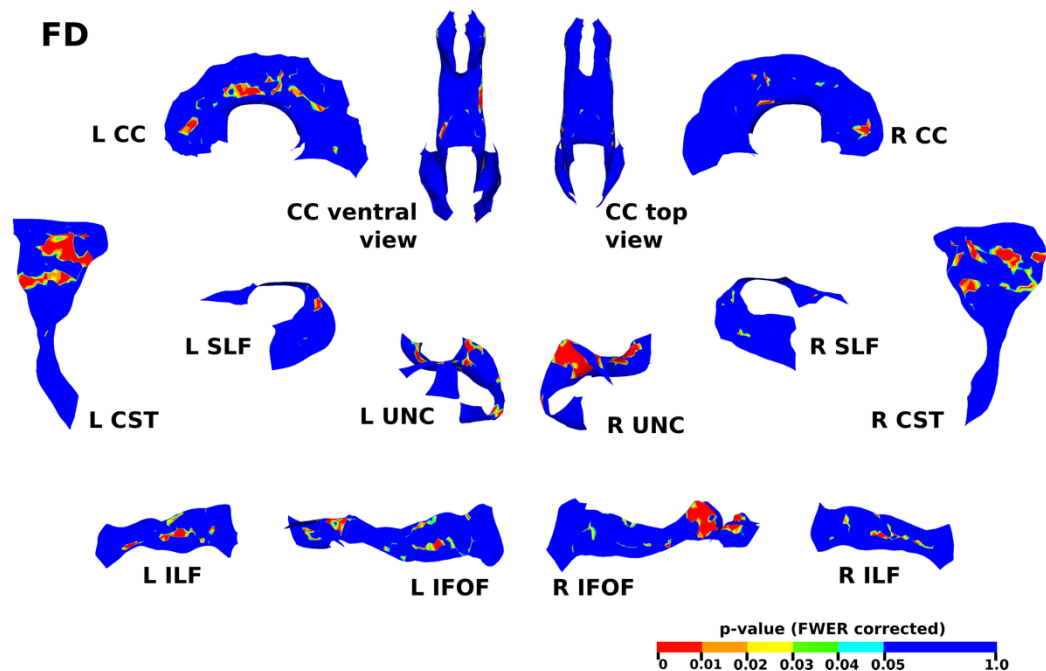 FD
L CC
R CC
CC ventral
view
CC top
view
L SLF
R SLF
L CST
L UNC
R UNC
R CST
L ILF
L IFOF
R IFOF
R ILF
p-value (FWER corrected)
0 0.01 0.02 0.03 0.04 0.05 1.0